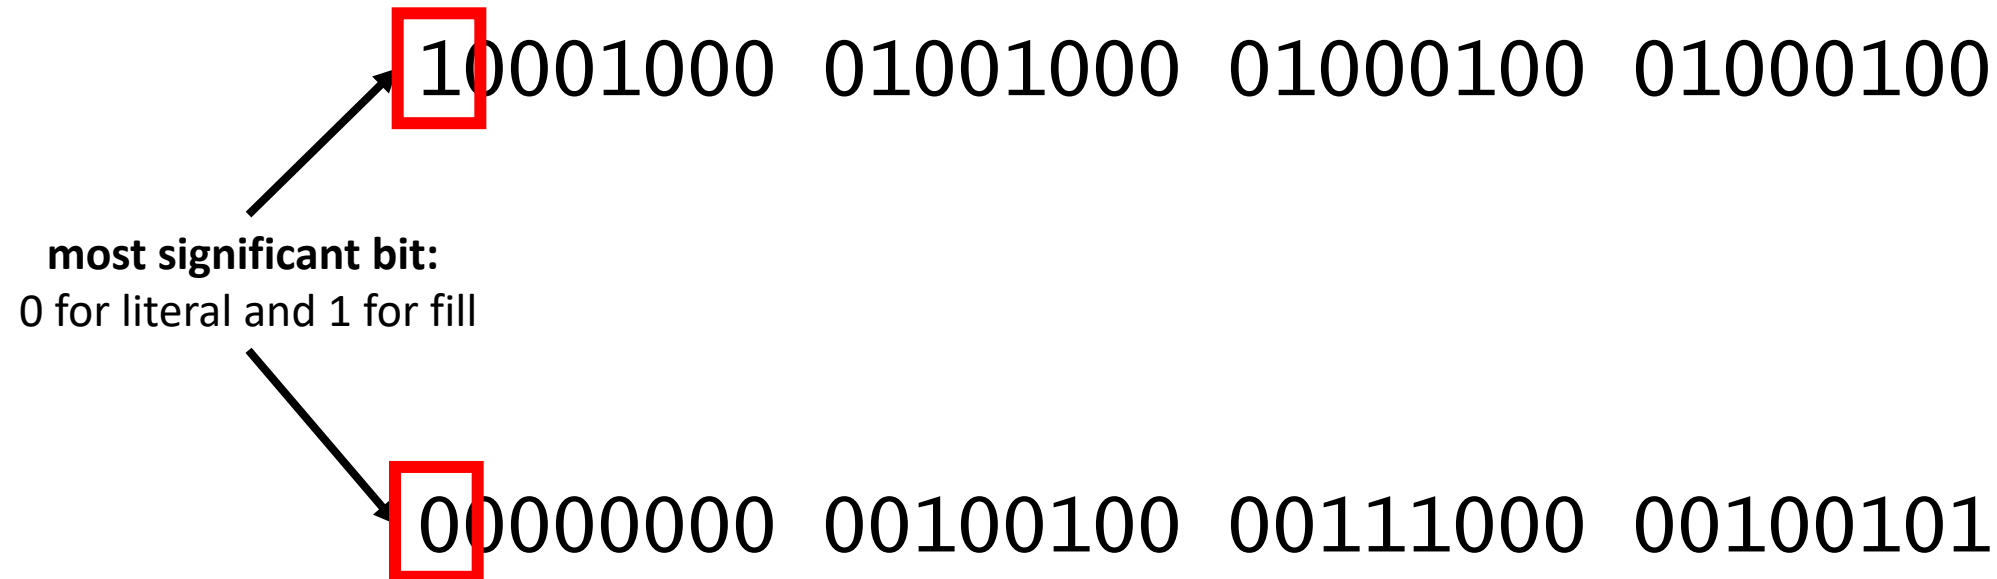 10001000 01001000 01000100 01000100
most significant bit:
0 for literal and 1 for fill
00000000 00100100 00111000 00100101